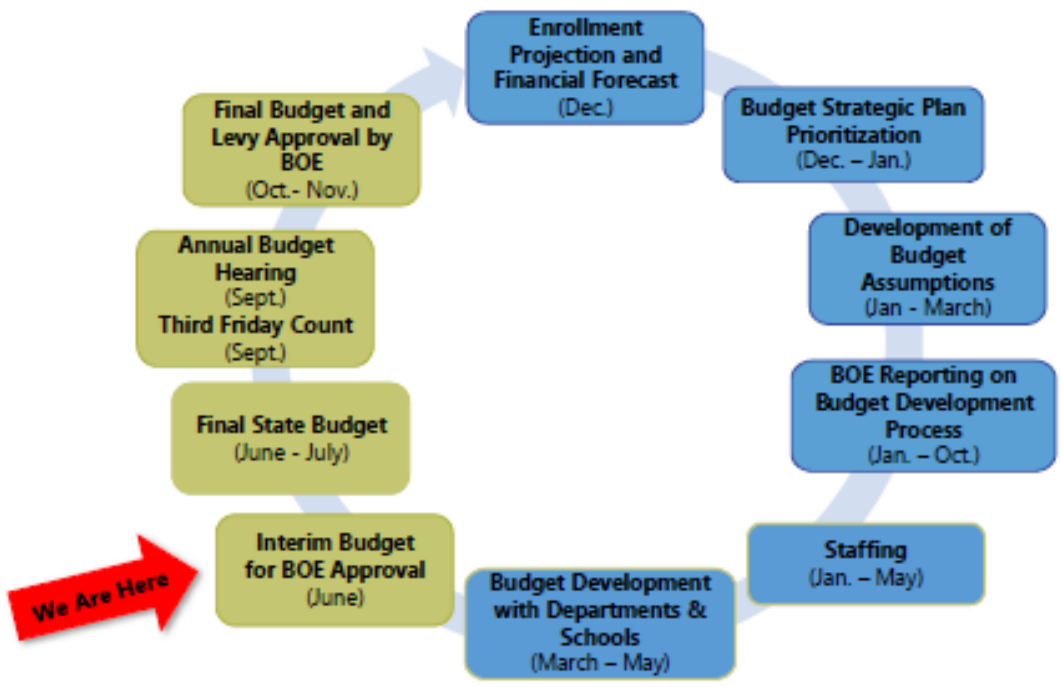 Enrollment
Projection and
Financial Forecast
(Dec.)
Budget Strategic Plan
Prioritization
(Dec. – Jan.)
Development of
Budget
Assumptions
(Jan - March)
BOE Reporting on
Budget Development
Process
(Jan. – Oct.)
Staffing
(Jan. – May)
Budget Development
with Departments &
Schools
(March – May)
Interim Budget
for BOE Approval
(June)
Final State Budget
(June - July)
Annual Budget
Hearing
(Sept.)
Third Friday Count
(Sept.)
Final Budget and
Levy Approval by
BOE
(Oct.- Nov.)
We Are Here